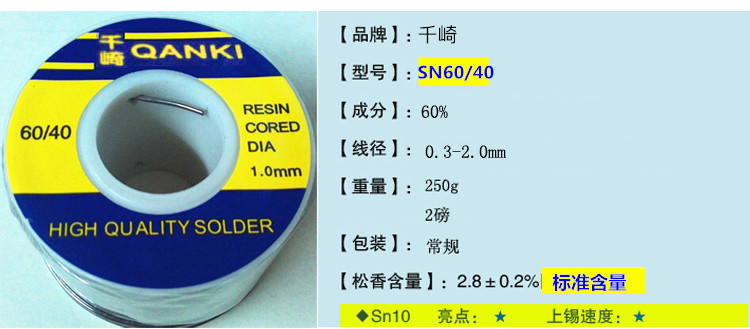 千崎 QANKI
60/40
RESIN
CORED
DIA
1.0mm
HIGH QUALITY SOLDER
【品牌】：千崎
【型号】：SN60/40
【成分】：60%
【线径】：0.3-2.0mm
【重量】：250g
2磅
【包装】：常规
【松香含量】：2.8±0.2% 标准含量
◆Sn10 亮点：★ 上锡速度：★